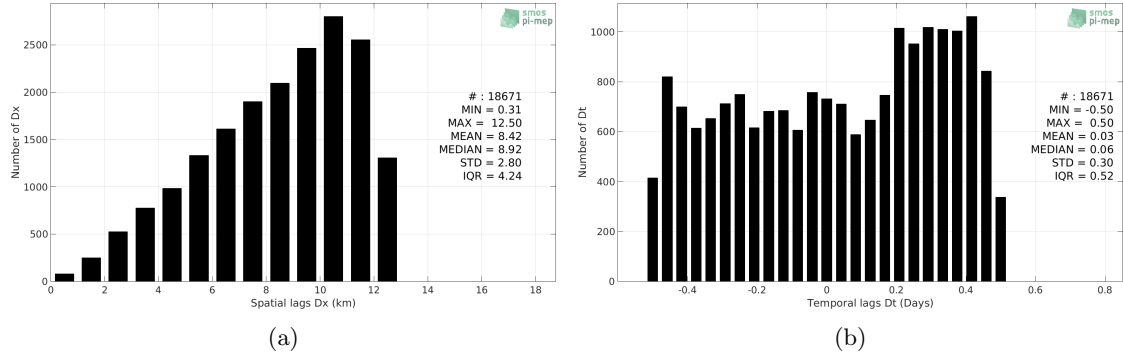 smos
pi-mep
2500
2000
1500
1000
500
0
Number of Dx
# : 18671
MIN = 0.31
MAX = 12.50
MEAN = 8.42
MEDIAN = 8.92
STD = 2.80
IQR = 4.24
0 2 4 6 8 10 12 14 16 18
Spatial lags Dx (km)
(a)
smos
pi-mep
1000
800
600
400
200
0
Number of Dt
# : 18671
MIN = -0.50
MAX = 0.50
MEAN = 0.03
MEDIAN = 0.06
STD = 0.30
IQR = 0.52
-0.4 -0.2 0 0.2 0.4 0.6 0.8
Temporal lags Dt (Days)
(b)